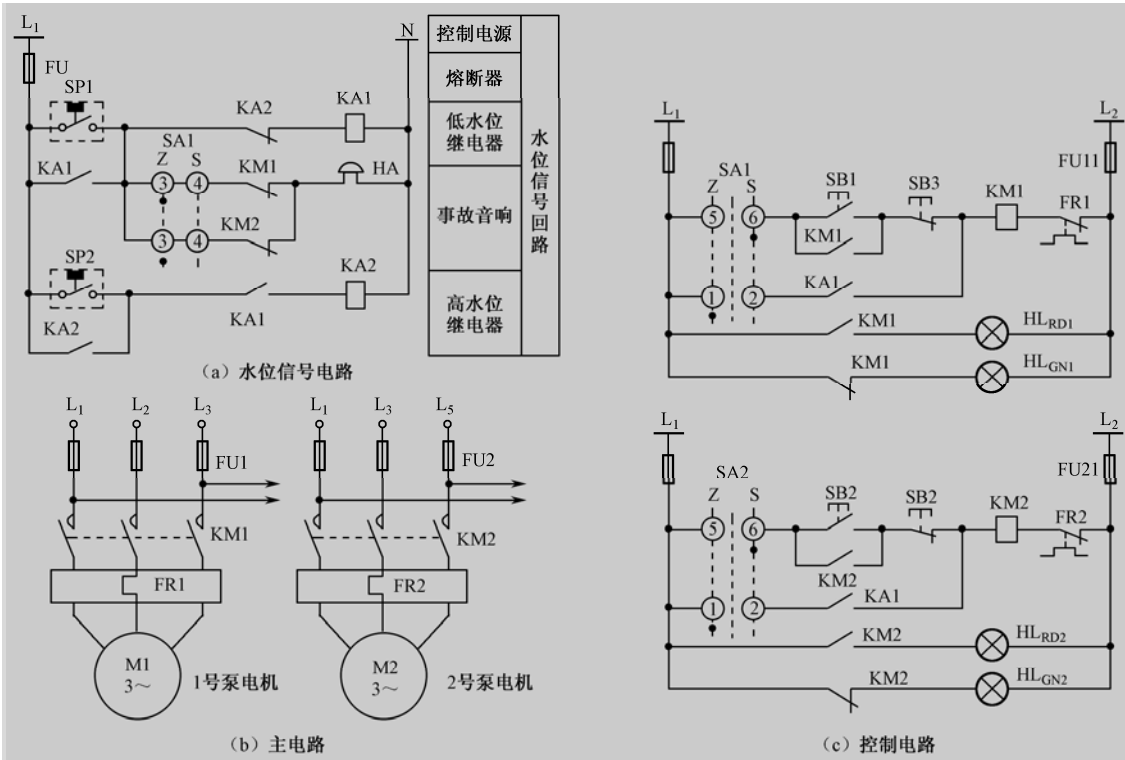 L1
N
FU
SP1
KA2
KA1
SA1
Z S
KA1
3 4
KM1
HA
3 4
KM2
SP2
KA2
KA1
KA2
控制电源
熔断器
低水位
继电器
事故音响
高水位
继电器
水位信号回路
(a) 水位信号电路
L1 L2 L3
FU1
KM1
FR1
M1
3～
1号泵电机
L1 L3 L5
FU2
KM2
FR2
M2
3～
2号泵电机
(b) 主电路
L1
L2
FU11
SA1
Z S
5 6
SB1
SB3
KM1
FR1
KM1
1 2
KA1
KM1
HLRD1
KM1
HLGN1
L1
L2
FU21
SA2
Z S
5 6
SB2
SB2
KM2
FR2
KM2
1 2
KA1
KM2
HLRD2
KM2
HLGN2
(c) 控制电路